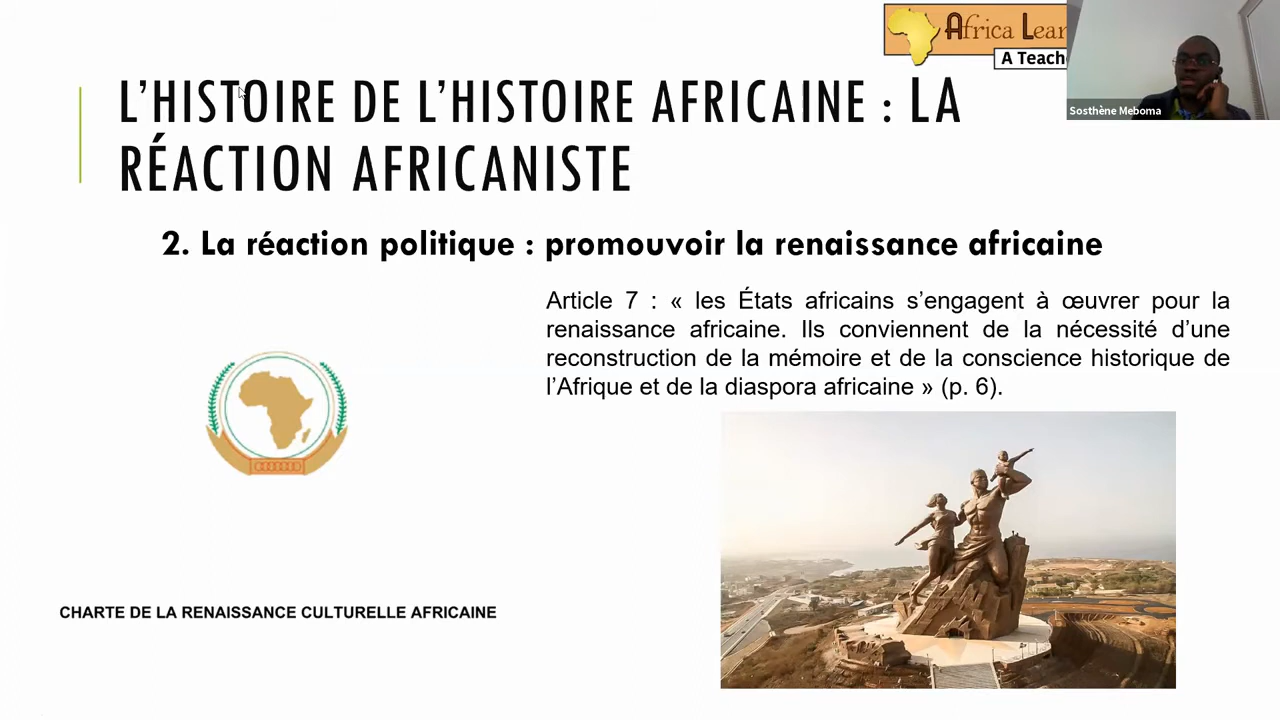 Africa Lear
A Teach
Sosthène Meboma
L’HISTOIRE DE L’HISTOIRE AFRICAINE : LA
RÉACTION AFRICANISTE
2. La réaction politique : promouvoir la renaissance africaine
Article 7 : « les États africains s’engagent à œuvrer pour la
renaissance africaine. Ils conviennent de la nécessité d’une
reconstruction de la mémoire et de la conscience historique de
l’Afrique et de la diaspora africaine » (p. 6).
CHARTE DE LA RENAISSANCE CULTURELLE AFRICAINE